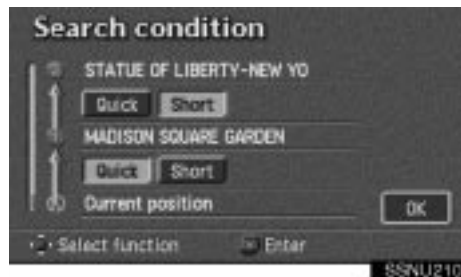 Search condition
STATUE OF LIBERTY-NEW YO
Quick Short
MADISON SQUARE GARDEN
Quick Short
Current position
OK
Select function Enter
SSNU210